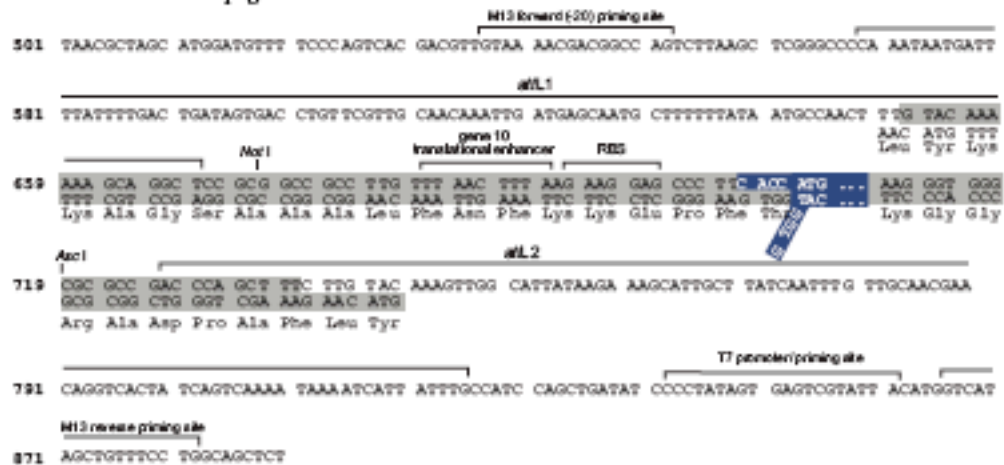 M13 forward (-20) priming site
501 TAACGCTAGC ATGGATGTTT TCCCAGTCAC GACGTTGTAA AACGACGGCC AGTCTTAAGC TCGGGCCCCA AATAATGATT
attL1
581 TTATTTTGAC TGATAGTGAC CTGTTCGTTG CAACAAATTG ATGAGCAATG CTTTTTTATA ATGCCAACT TTG TAC AAA
AAC ATG TTT
Leu Tyr Lys
NotI gene 10 translational enhancer RBS
659 AAA GCA GGC TCC GCG GCC GCC TTG TTT AAC TTT AAG AAG GAG CCC TTC ACC ATG ... AAG GGT GGG
TTT CGT CCG AGG CGC CGG CGG AAC AAA TTG AAA TTC TTC CTC GGG AAG TGG TAC ... TTC CCA CCC
Lys Ala Gly Ser Ala Ala Ala Leu Phe Asn Phe Lys Lys Glu Pro Phe Thr Lys Gly Gly
AscI attL2
719 CGC GCC GAC CCA GCT TTC TTG TAC AAAGTTGG CATTATAAGA AAGCATTGCT TATCAATTTG TTGCAACGAA
GCG CGG CTG GGT CGA AAG AAC ATG
Arg Ala Asp Pro Ala Phe Leu Tyr
T7 promoter/priming site
791 CAGGTCACTA TCAGTCAAAA TAAAATCATT ATTTGCCATC CAGCTGATAT CCCCTATAGT GAGTCGTATT ACATGGTCAT
M13 reverse priming site
871 AGCTGTTTCC TGGCAGCTCT